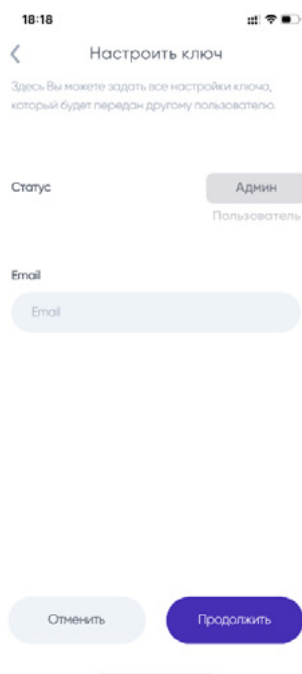 18:18
Настроить ключ
Здесь Вы можете задать все настройки ключа,
который будет передан другому пользователю.
Статус
Админ
Пользователь
Email
Email
Отменить
Продолжить